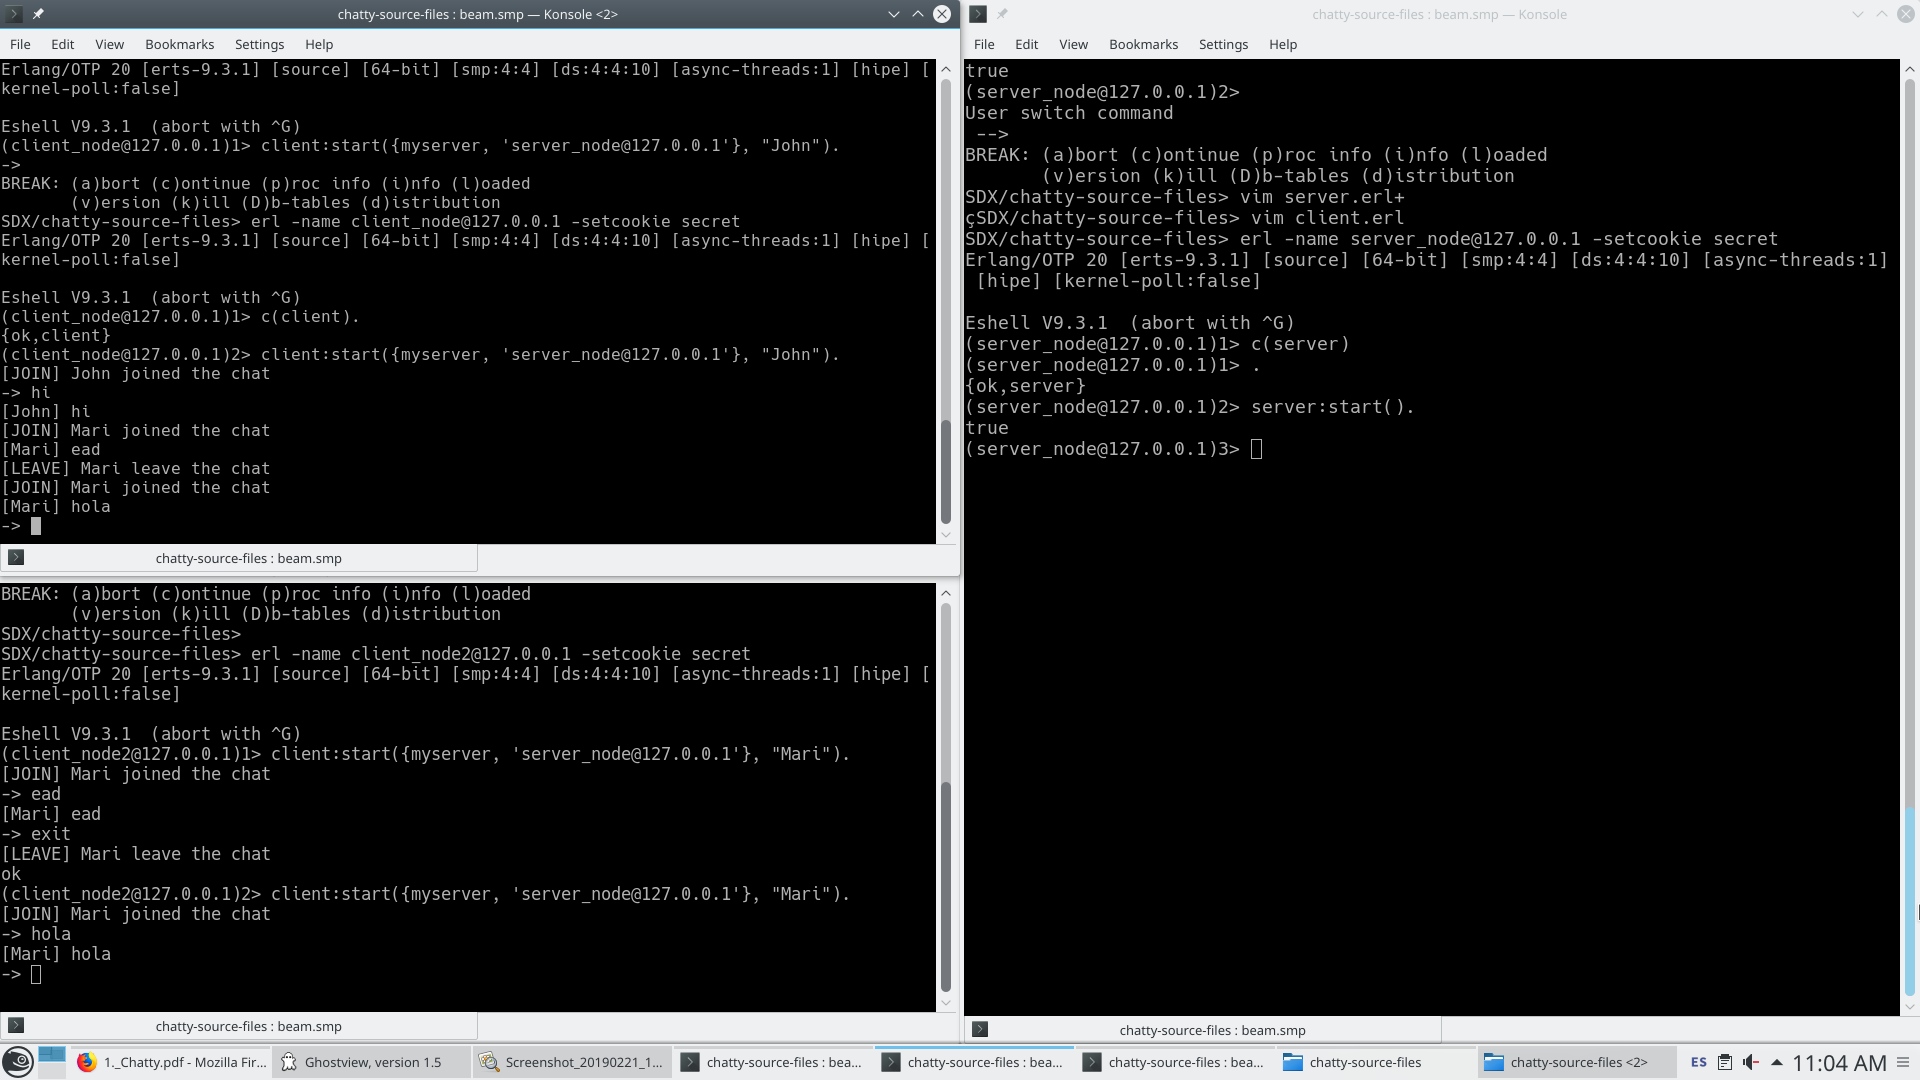 chatty-source-files : beam.smp — Konsole <2>
File Edit View Bookmarks Settings Help
Erlang/OTP 20 [erts-9.3.1] [source] [64-bit] [smp:4:4] [ds:4:4:10] [async-threads:1] [hipe] [
kernel-poll:false]
Eshell V9.3.1  (abort with ^G)
(client_node@127.0.0.1)1> client:start({myserver, 'server_node@127.0.0.1'}, "John").
->
BREAK: (a)bort (c)ontinue (p)roc info (i)nfo (l)oaded
(v)ersion (k)ill (D)b-tables (d)istribution
SDX/chatty-source-files> erl -name client_node@127.0.0.1 -setcookie secret
Erlang/OTP 20 [erts-9.3.1] [source] [64-bit] [smp:4:4] [ds:4:4:10] [async-threads:1] [hipe] [
kernel-poll:false]
Eshell V9.3.1  (abort with ^G)
(client_node@127.0.0.1)1> c(client).
{ok,client}
(client_node@127.0.0.1)2> client:start({myserver, 'server_node@127.0.0.1'}, "John").
[JOIN] John joined the chat
-> hi
[John] hi
[JOIN] Mari joined the chat
[Mari] ead
[LEAVE] Mari leave the chat
[JOIN] Mari joined the chat
[Mari] hola
->
chatty-source-files : beam.smp
BREAK: (a)bort (c)ontinue (p)roc info (i)nfo (l)oaded
(v)ersion (k)ill (D)b-tables (d)istribution
SDX/chatty-source-files>
SDX/chatty-source-files> erl -name client_node2@127.0.0.1 -setcookie secret
Erlang/OTP 20 [erts-9.3.1] [source] [64-bit] [smp:4:4] [ds:4:4:10] [async-threads:1] [hipe] [
kernel-poll:false]
Eshell V9.3.1  (abort with ^G)
(client_node2@127.0.0.1)1> client:start({myserver, 'server_node@127.0.0.1'}, "Mari").
[JOIN] Mari joined the chat
-> ead
[Mari] ead
-> exit
[LEAVE] Mari leave the chat
ok
(client_node2@127.0.0.1)2> client:start({myserver, 'server_node@127.0.0.1'}, "Mari").
[JOIN] Mari joined the chat
-> hola
[Mari] hola
->
chatty-source-files : beam.smp
chatty-source-files : beam.smp — Konsole
File Edit View Bookmarks Settings Help
true
(server_node@127.0.0.1)2>
User switch command
-->
BREAK: (a)bort (c)ontinue (p)roc info (i)nfo (l)oaded
(v)ersion (k)ill (D)b-tables (d)istribution
SDX/chatty-source-files> vim server.erl+
çSDX/chatty-source-files> vim client.erl
SDX/chatty-source-files> erl -name server_node@127.0.0.1 -setcookie secret
Erlang/OTP 20 [erts-9.3.1] [source] [64-bit] [smp:4:4] [ds:4:4:10] [async-threads:1]
[hipe] [kernel-poll:false]
Eshell V9.3.1  (abort with ^G)
(server_node@127.0.0.1)1> c(server)
(server_node@127.0.0.1)1> .
{ok,server}
(server_node@127.0.0.1)2> server:start().
true
(server_node@127.0.0.1)3>
chatty-source-files : beam.smp
1._Chatty.pdf - Mozilla Fir... Ghostview, version 1.5 Screenshot_20190221_1... chatty-source-files : bea... chatty-source-files : bea... chatty-source-files : bea... chatty-source-files chatty-source-files <2> ES 11:04 AM